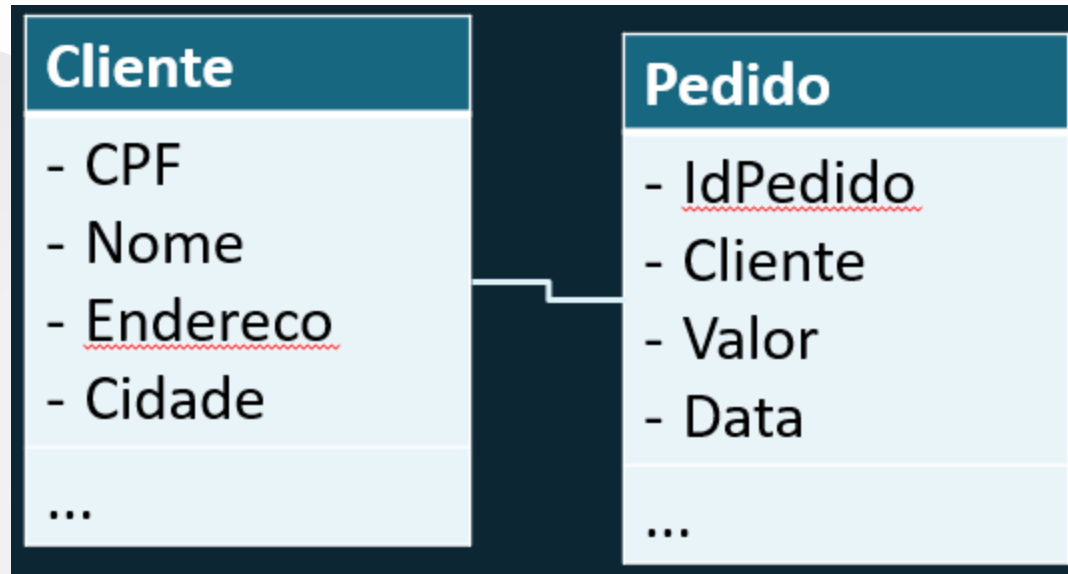 Cliente
- CPF
- Nome
- Endereco
- Cidade
...
Pedido
- IdPedido
- Cliente
- Valor
- Data
...